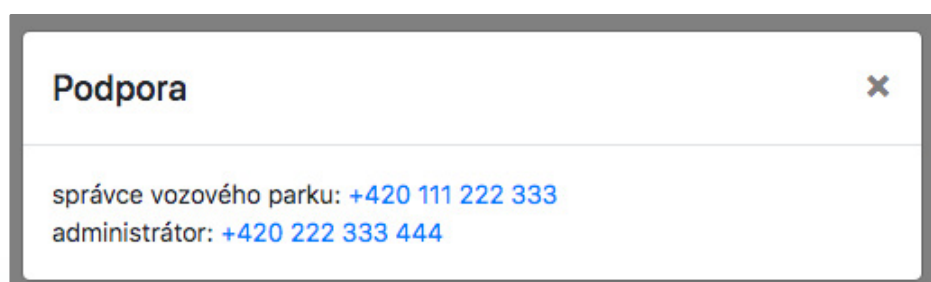 Podpora
správce vozového parku: +420 111 222 333
administrátor: +420 222 333 444